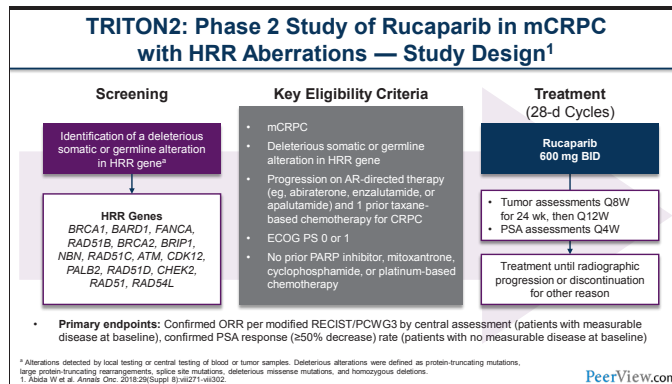 TRITON2: Phase 2 Study of Rucaparib in mCRPC
with HRR Aberrations — Study Design1
Screening
Identification of a deleterious
somatic or germline alteration
in HRR geneª
HRR Genes
BRCA1, BARD1, FANCA,
RAD51B, BRCA2, BRIP1,
NBN, RAD51C, ATM, CDK12,
PALB2, RAD51D, CHEK2,
RAD51, RAD54L
Key Eligibility Criteria
• mCRPC
• Deleterious somatic or germline
alteration in HRR gene
• Progression on AR-directed therapy
(eg, abiraterone, enzalutamide, or
apalutamide) and 1 prior taxane-
based chemotherapy for CRPC
• ECOG PS 0 or 1
• No prior PARP inhibitor, mitoxantrone,
cyclophosphamide, or platinum-based
chemotherapy
Treatment
(28-d Cycles)
Rucaparib
600 mg BID
• Tumor assessments Q8W
for 24 wk, then Q12W
• PSA assessments Q4W
Treatment until radiographic
progression or discontinuation
for other reason
• Primary endpoints: Confirmed ORR per modified RECIST/PCWG3 by central assessment (patients with measurable
disease at baseline), confirmed PSA response (≥50% decrease) rate (patients with no measurable disease at baseline)
ª Alterations detected by local testing or central testing of blood or tumor samples. Deleterious alterations were defined as protein-truncating mutations,
large protein-truncating rearrangements, splice site mutations, deleterious missense mutations, and homozygous deletions.
1. Abida W et al. Annals Onc. 2018;29(Suppl 8):viii271-viii302.
PeerView.com